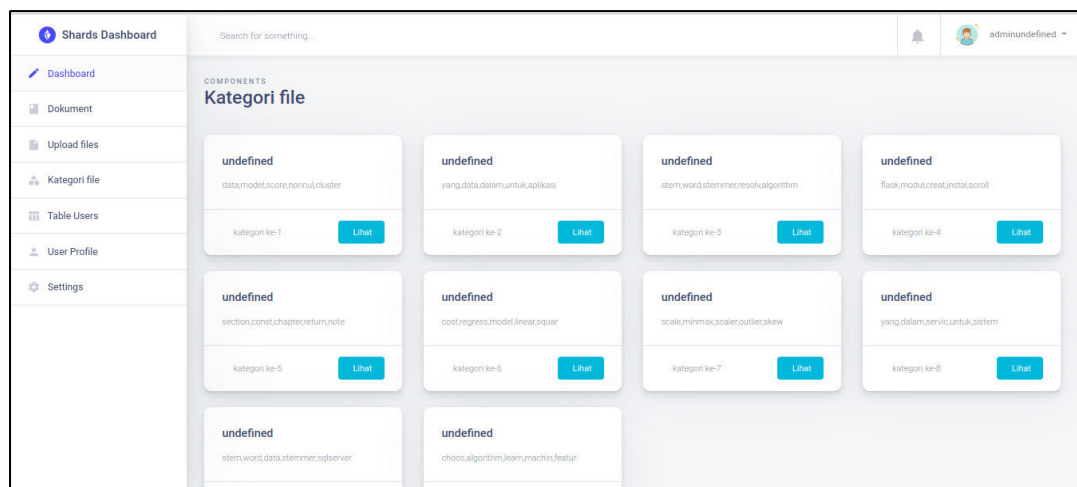 Shards Dashboard
Search for something...
adminundefined
Dashboard
Dokument
Upload files
Kategori file
Table Users
User Profile
Settings
COMPONENTS
Kategori file
undefined
data,model,score,nonnul,cluster
kategori ke-1
Lihat
undefined
yang,data,dalam,untuk,aplikasi
kategori ke-2
Lihat
undefined
stem,word,stemmer,resolv,algorithm
kategori ke-3
Lihat
undefined
flask,modul,creat,instal,scroll
kategori ke-4
Lihat
undefined
section,const,chapter,return,note
kategori ke-5
Lihat
undefined
cost,regress,model,linear,squar
kategori ke-6
Lihat
undefined
scale,minmax,scaler,outlier,skew
kategori ke-7
Lihat
undefined
yang,dalam,servic,untuk,sistem
kategori ke-8
Lihat
undefined
stem,word,data,stemmer,sqlserver
undefined
choos,algorithm,learn,machin,featur